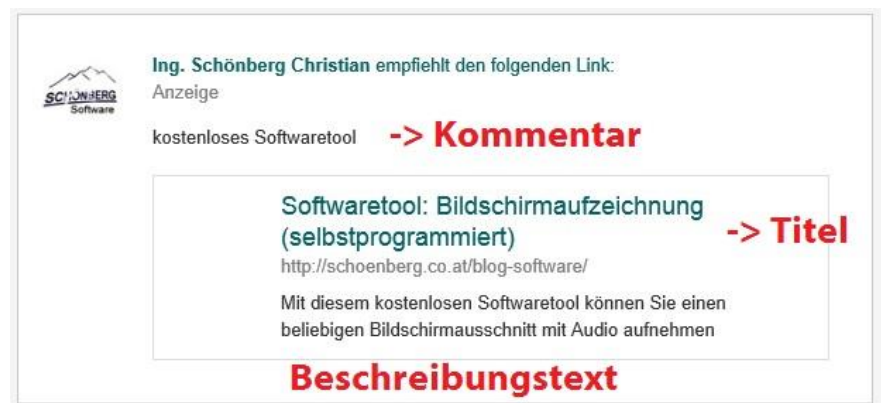 Ing. Schönberg Christian empfiehlt den folgenden Link:
Anzeige
SCHÖNBERG
Software
kostenloses Softwaretool -> Kommentar
Softwaretool: Bildschirmaufzeichnung
(selbstprogrammiert)
-> Titel
http://schoenberg.co.at/blog-software/
Mit diesem kostenlosen Softwaretool können Sie einen
beliebigen Bildschirmausschnitt mit Audio aufnehmen
Beschreibungstext